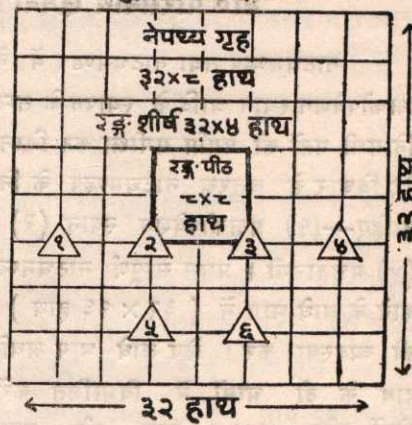 नेपथ्य गृह
३२×८ हाथ
रङ्ग शीर्ष ३२×४ हाथ
रङ्ग पीठ
८×८
हाथ
१ २ ३ ४
५ ६
३२ हाथ
३२ हाथ